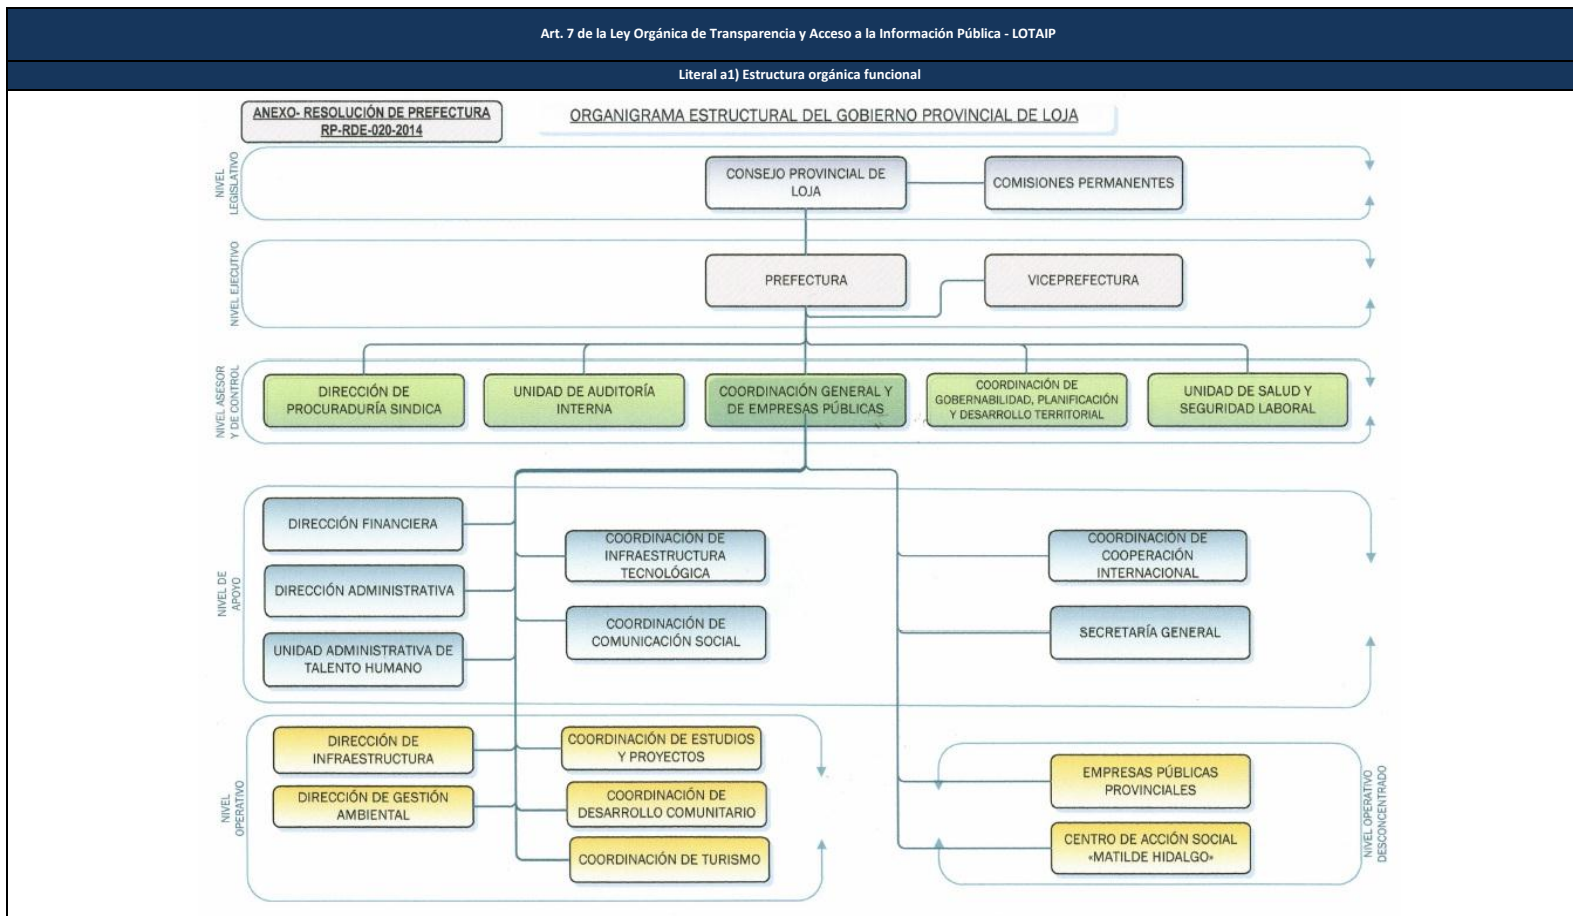 Art. 7 de la Ley Orgánica de Transparencia y Acceso a la Información Pública - LOTAIP
Literal a1) Estructura orgánica funcional
ANEXO- RESOLUCIÓN DE PREFECTURA
RP-RDE-020-2014
ORGANIGRAMA ESTRUCTURAL DEL GOBIERNO PROVINCIAL DE LOJA
NIVEL
LEGISLATIVO
CONSEJO PROVINCIAL DE
LOJA
COMISIONES PERMANENTES
NIVEL EJECUTIVO
PREFECTURA
VICEPREFECTURA
NIVEL ASESOR
Y DE CONTROL
DIRECCIÓN DE
PROCURADURÍA SINDICA
UNIDAD DE AUDITORÍA
INTERNA
COORDINACIÓN GENERAL Y
DE EMPRESAS PÚBLICAS
COORDINACIÓN DE
GOBERNABILIDAD, PLANIFICACIÓN
Y DESARROLLO TERRITORIAL
UNIDAD DE SALUD Y
SEGURIDAD LABORAL
NIVEL DE
APOYO
DIRECCIÓN FINANCIERA
DIRECCIÓN ADMINISTRATIVA
UNIDAD ADMINISTRATIVA DE
TALENTO HUMANO
COORDINACIÓN DE
INFRAESTRUCTURA
TECNOLÓGICA
COORDINACIÓN DE
COMUNICACIÓN SOCIAL
COORDINACIÓN DE
COOPERACIÓN
INTERNACIONAL
SECRETARÍA GENERAL
NIVEL
OPERATIVO
DIRECCIÓN DE
INFRAESTRUCTURA
DIRECCIÓN DE GESTIÓN
AMBIENTAL
COORDINACIÓN DE ESTUDIOS
Y PROYECTOS
COORDINACIÓN DE
DESARROLLO COMUNITARIO
COORDINACIÓN DE TURISMO
EMPRESAS PÚBLICAS
PROVINCIALES
CENTRO DE ACCIÓN SOCIAL
«MATILDE HIDALGO»
NIVEL OPERATIVO
DESCONCENTRADO